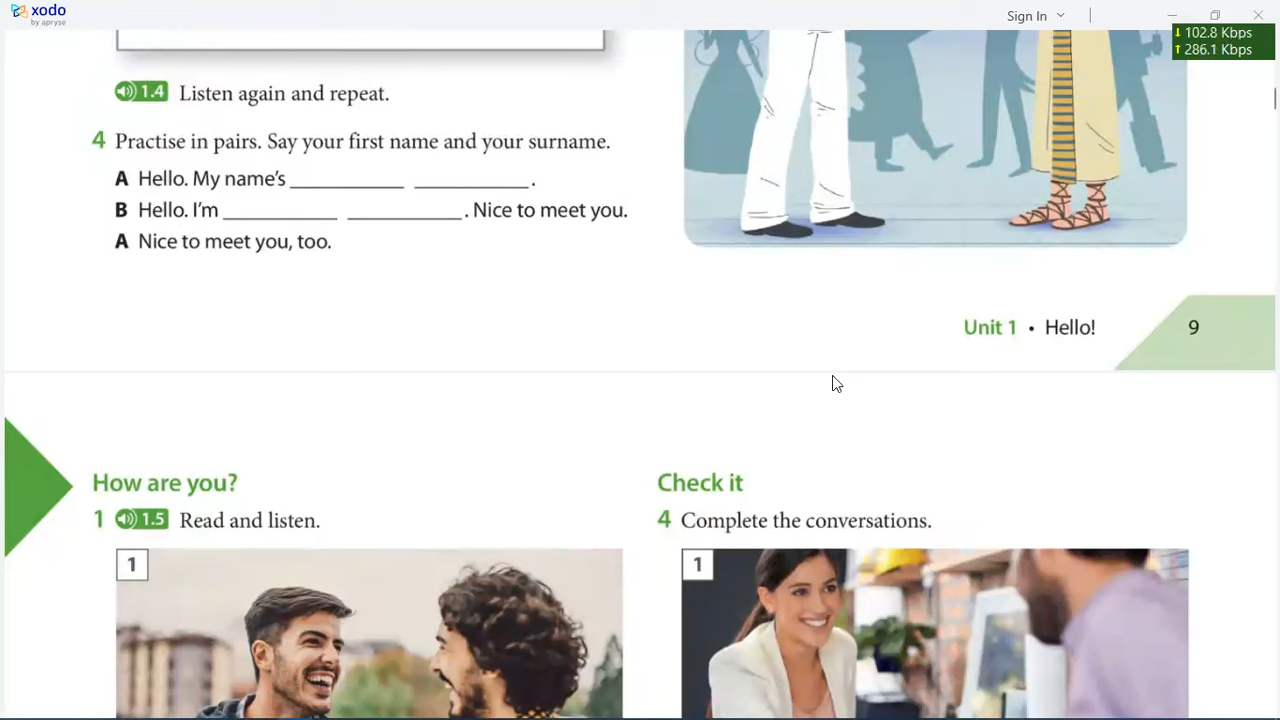 xodo
by apryse
Sign In
↓ 102.8 Kbps
↑ 286.1 Kbps
1.4 Listen again and repeat.
4 Practise in pairs. Say your first name and your surname.
A Hello. My name's ___________ ___________.
B Hello. I'm ___________ ___________. Nice to meet you.
A Nice to meet you, too.
Unit 1 • Hello! 9
How are you?
1 1.5 Read and listen.
1
Check it
4 Complete the conversations.
1